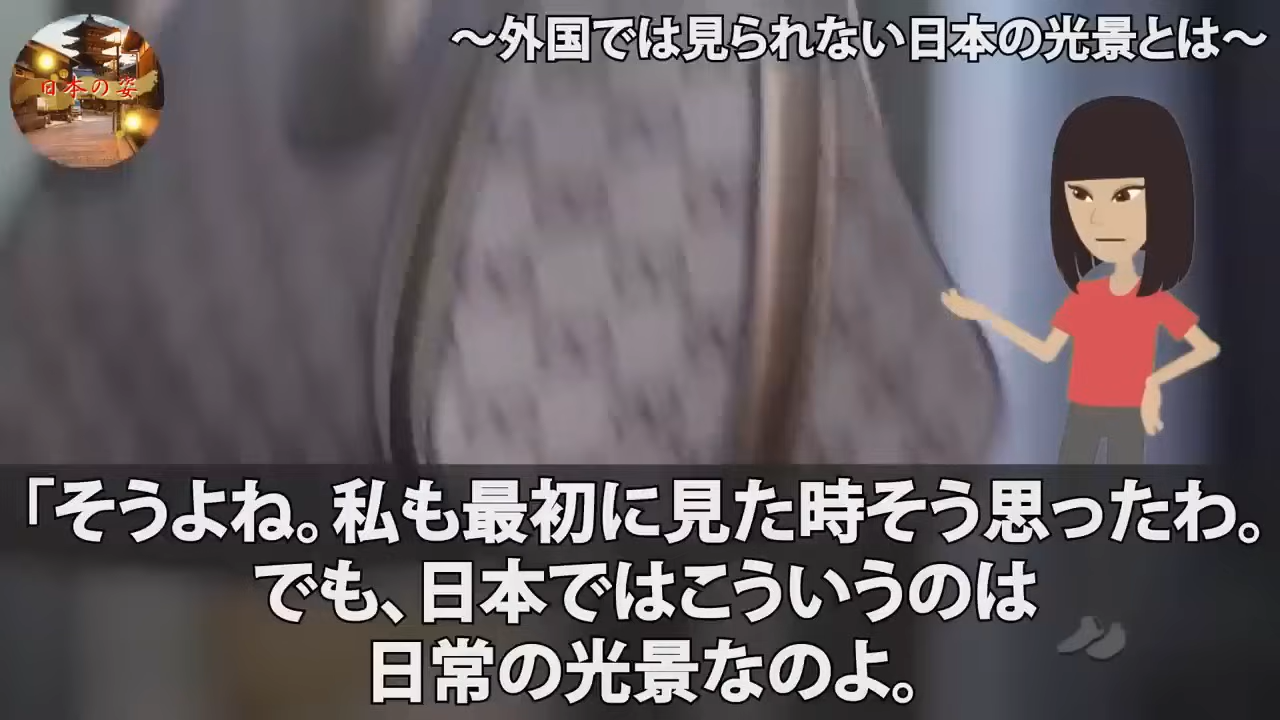 ～外国では見られない日本の光景とは～
日本の姿
「そうよね。私も最初に見た時そう思ったわ。
でも、日本ではこういうのは
日常の光景なのよ。